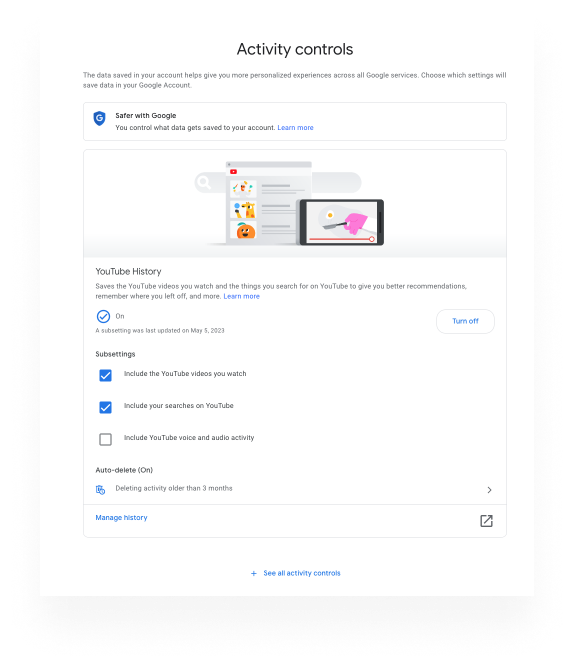 Activity controls
The data saved in your account helps give you more personalized experiences across all Google services. Choose which settings will
save data in your Google Account.
G
Safer with Google
You control what data gets saved to your account. Learn more
YouTube History
Saves the YouTube videos you watch and the things you search for on YouTube to give you better recommendations,
remember where you left off, and more. Learn more
On
A subsetting was last updated on May 5, 2023
Turn off
Subsettings
Include the YouTube videos you watch
Include your searches on YouTube
Include YouTube voice and audio activity
Auto-delete (On)
Deleting activity older than 3 months
Manage history
+ See all activity controls